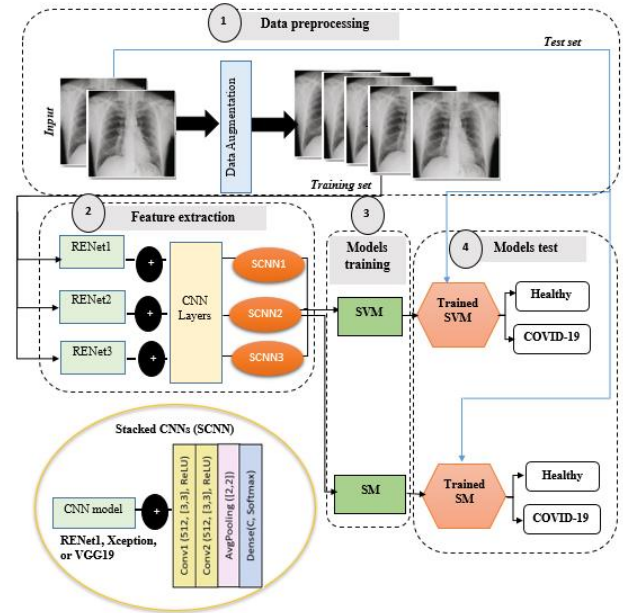 1
Data preprocessing
Test set
Input
Data Augmentation
Training set
2
Feature extraction
RENet1
+
RENet2
+
RENet3
+
CNN
Layers
SCNN1
SCNN2
SCNN3
3
Models
training
SVM
SM
4
Models test
Trained
SVM
Healthy
COVID-19
Trained
SM
Healthy
COVID-19
Stacked CNNs (SCNN)
CNN model
+
RENet1, Xception,
or VGG19
Conv1 (512, [3,3], ReLU)
Conv2 (512, [3,3], ReLU)
AvgPooling ([2,2])
Dense(C, Softmax)